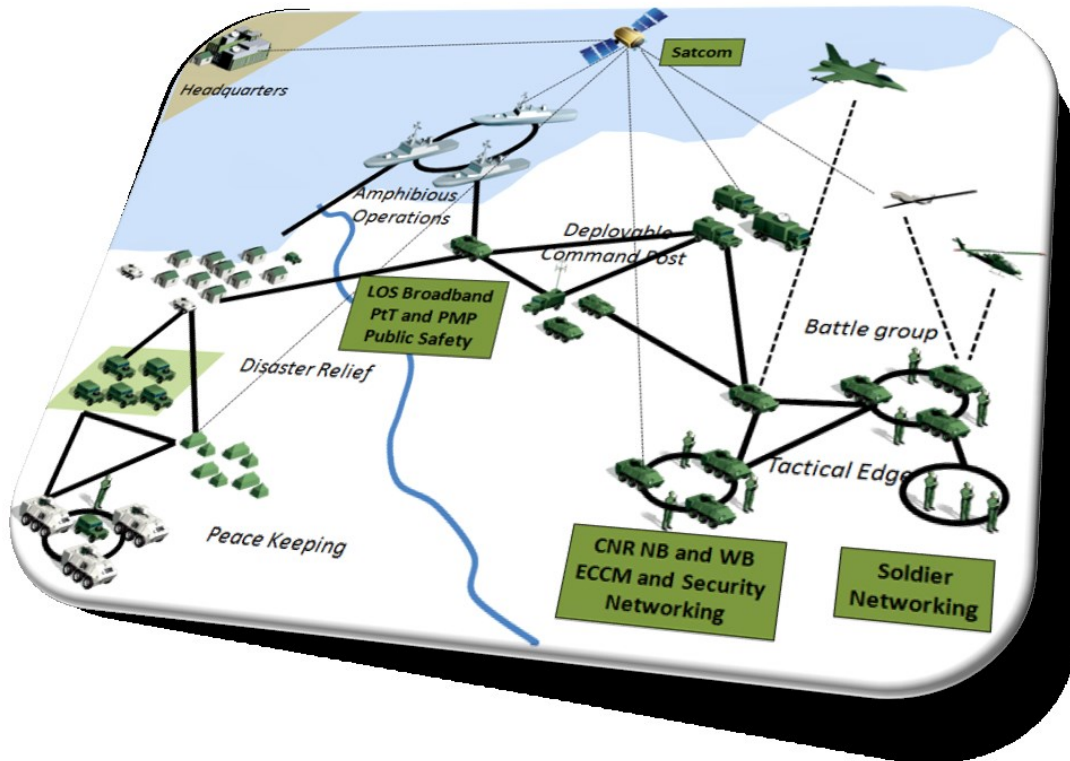 Satcom
Headquarters
Amphibious
Operations
Deployable
Command Post
LOS Broadband
PtT and PMP
Public Safety
Battle group
Disaster Relief
Tactical Edge
Peace Keeping
CNR NB and WB
ECCM and Security
Networking
Soldier
Networking